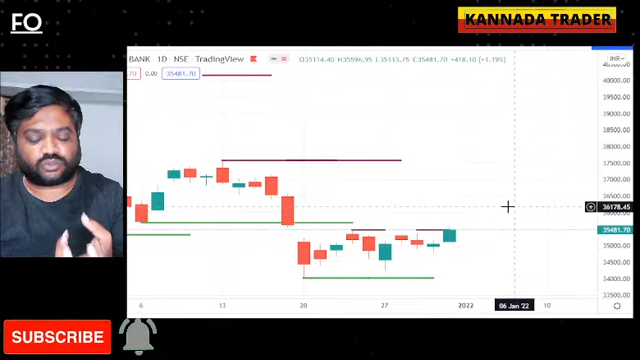 FO
KANNADA TRADER
BANK · 1D · NSE · TradingView O35114.40 H35596.95 L35113.75 C35481.70 +418.10 (+1.19%)
INR
.70 0.00 35481.70
40000.00
39500.00
39000.00
38500.00
38000.00
37500.00
37000.00
36500.00
36178.45
35481.70
35000.00
34500.00
34000.00
33500.00
6 13 20 27 2022 06 Jan '22 10
SUBSCRIBE